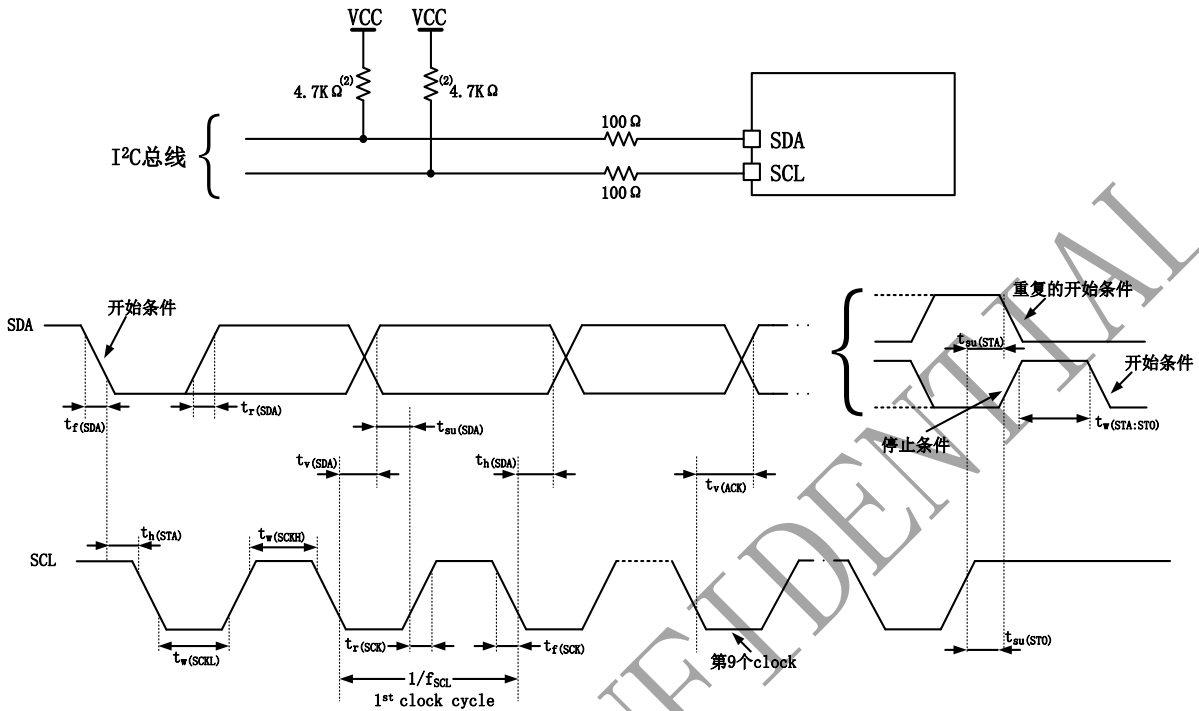 VCC VCC
4.7KΩ (2) (2) 4.7KΩ
100Ω
I²C总线
SDA
SCL
100Ω
开始条件
重复的开始条件
SDA
tsu(STA)
开始条件
tf(SDA)
tr(SDA)
tsu(SDA)
停止条件
tw(STA:STO)
tv(SDA)
th(SDA)
tv(ACK)
th(STA)
tw(SCKH)
SCL
tw(SCKL)
tr(SCK)
tf(SCK)
第9个clock
tsu(STO)
1/fSCL
1st clock cycle